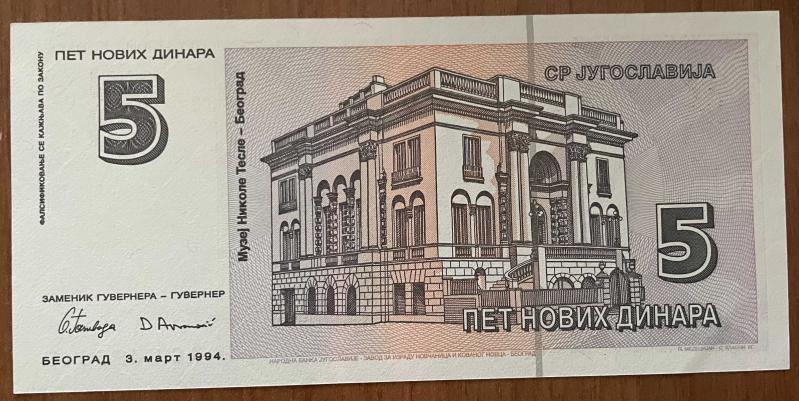 ФАЛСИФИКОВАЊЕ СЕ КАЖЊАВА ПО ЗАКОНУ
ПЕТ НОВИХ ДИНАРА
5
ЗАМЕНИК ГУВЕРНЕРА – ГУВЕРНЕР
БЕОГРАД 3. март 1994.
Музеј Николе Тесле – Београд
СР ЈУГОСЛАВИЈА
5
ПЕТ НОВИХ ДИНАРА
НАРОДНА БАНКА ЈУГОСЛАВИЈЕ - ЗАВОД ЗА ИЗРАДУ НОВЧАНИЦА И КОВАНОГ НОВЦА - БЕОГРАД